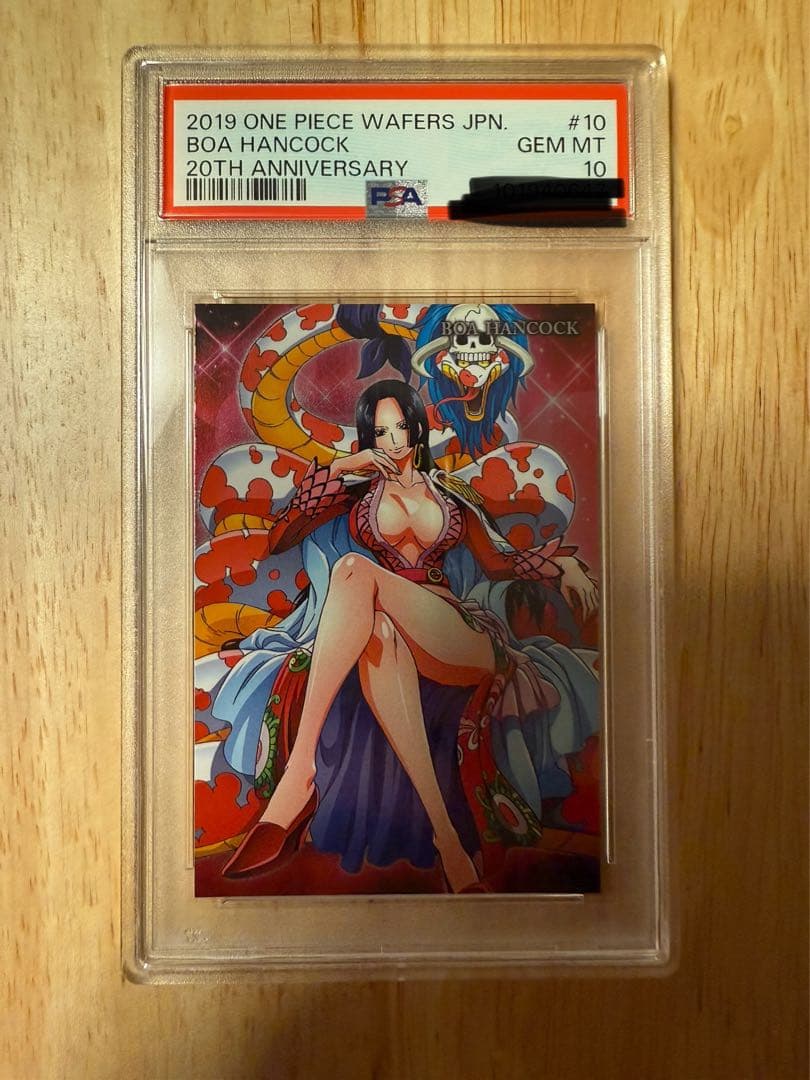 2019 ONE PIECE WAFERS JPN. #10
BOA HANCOCK GEM MT
20TH ANNIVERSARY 10
PSA
BOA HANCOCK